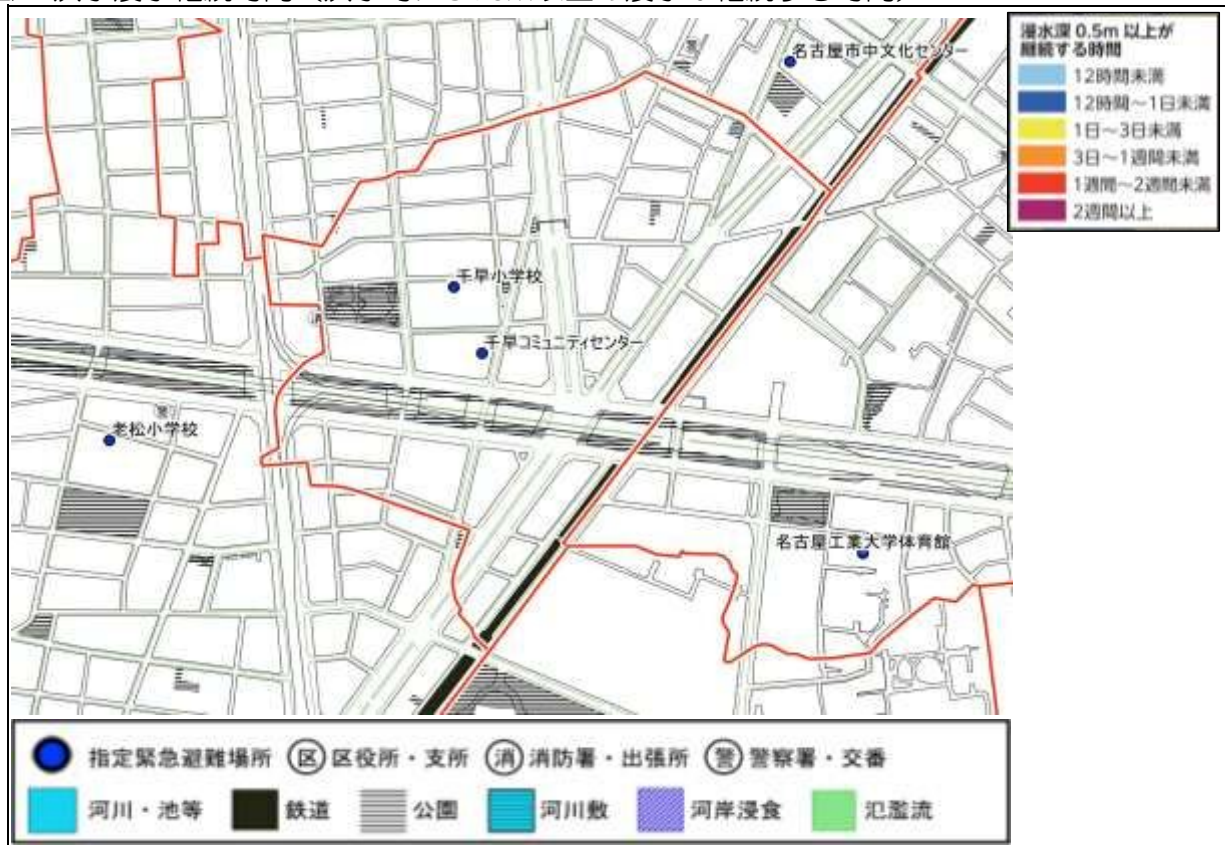 名古屋市中文化センター
千早小学校
千早コミュニティセンター
老松小学校
名古屋工業大学体育館
浸水深 0.5m 以上が
継続する時間
12時間未満
12時間～1日未満
1日～3日未満
3日～1週間未満
1週間～2週間未満
2週間以上
指定緊急避難場所 区 区役所・支所 消 消防署・出張所 警 警察署・交番
河川・池等 鉄道 公園 河川敷 河岸浸食 氾濫流